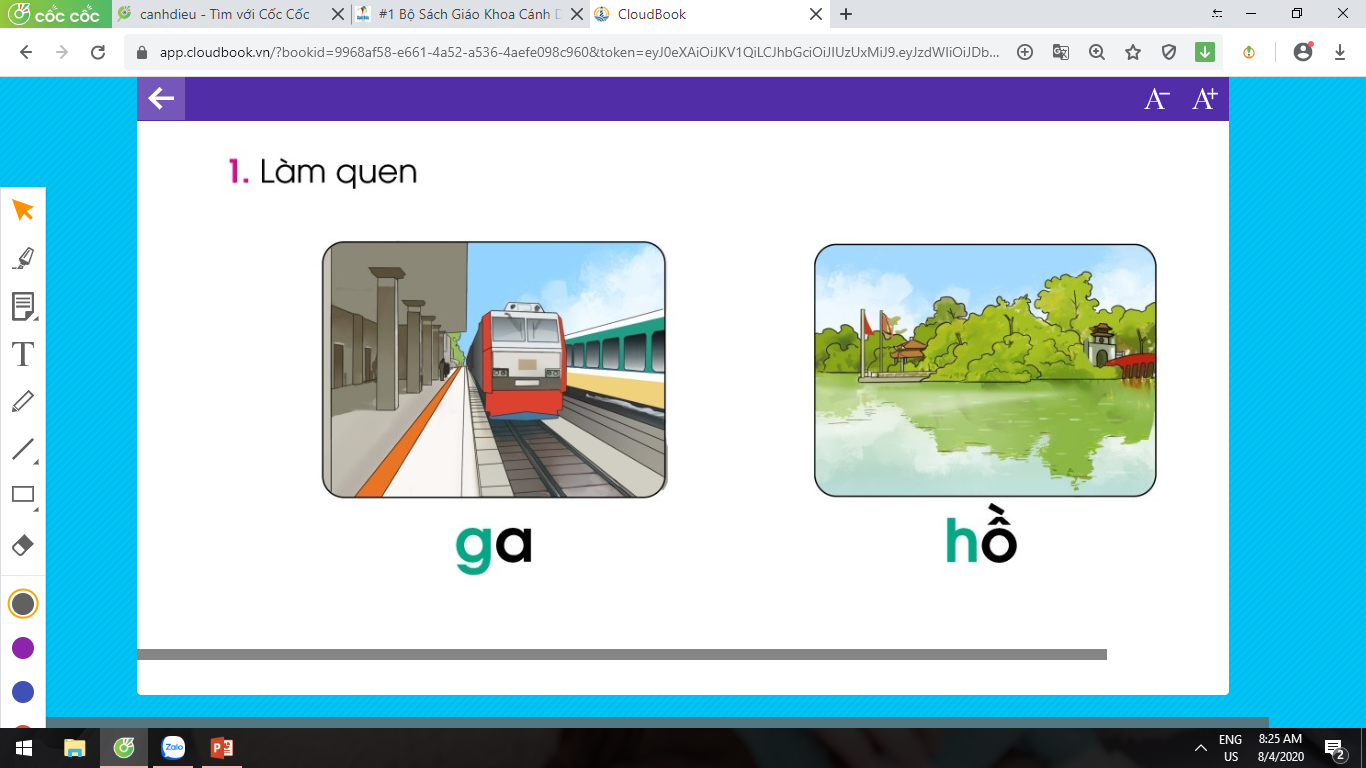 cốc cốc
canhdieu - Tìm với Cốc Cốc
#1 Bộ Sách Giáo Khoa Cánh D
CloudBook
app.cloudbook.vn/?bookid=9968af58-e661-4a52-a536-4aefe098c960&token=eyJ0eXAiOiJKV1QiLCJhbGciOiJIUzUxMiJ9.eyJzdWIiOiJDb...
A- A+
1. Làm quen
T
ga
hồ
Zalo
ENG
US
8:25 AM
8/4/2020
2